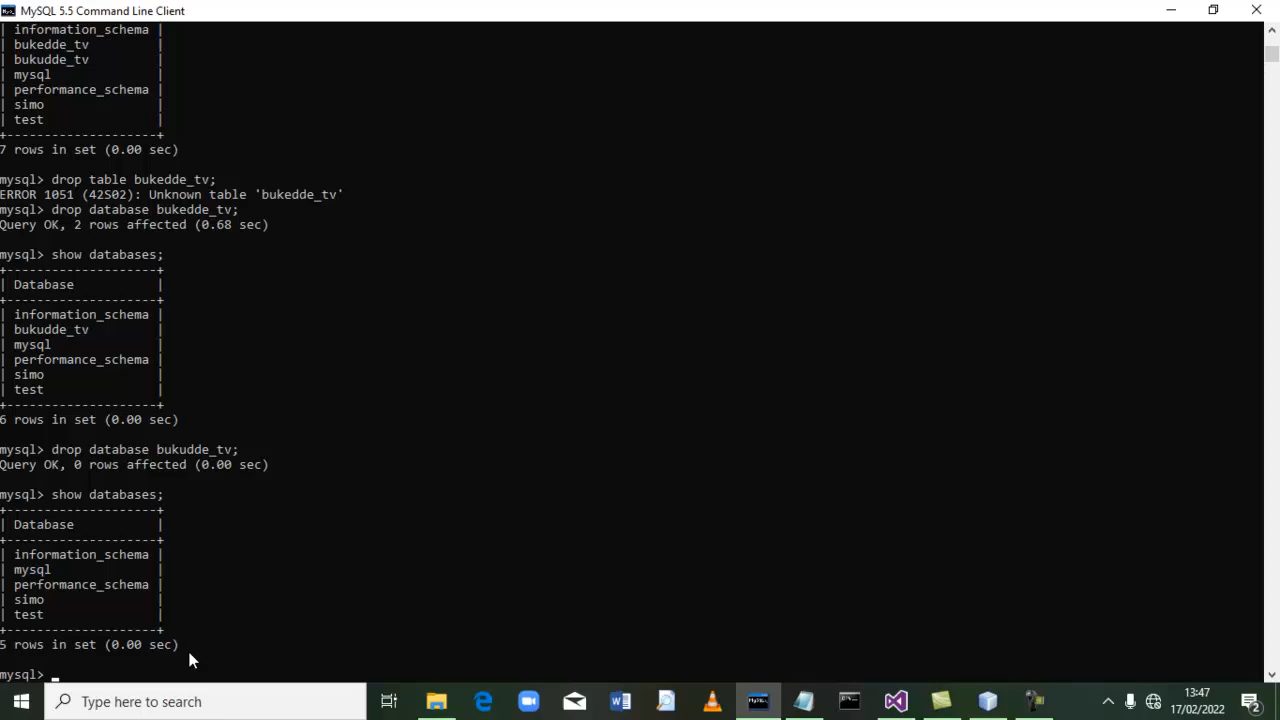 MySQL 5.5 Command Line Client
| information_schema |
| bukedde_tv         |
| bukudde_tv         |
| mysql              |
| performance_schema |
| simo               |
| test               |
+--------------------+
7 rows in set (0.00 sec)
mysql> drop table bukedde_tv;
ERROR 1051 (42S02): Unknown table 'bukedde_tv'
mysql> drop database bukedde_tv;
Query OK, 2 rows affected (0.68 sec)
mysql> show databases;
+--------------------+
| Database           |
+--------------------+
| information_schema |
| bukudde_tv         |
| mysql              |
| performance_schema |
| simo               |
| test               |
+--------------------+
6 rows in set (0.00 sec)
mysql> drop database bukudde_tv;
Query OK, 0 rows affected (0.00 sec)
mysql> show databases;
+--------------------+
| Database           |
+--------------------+
| information_schema |
| mysql              |
| performance_schema |
| simo               |
| test               |
+--------------------+
5 rows in set (0.00 sec)
mysql> _
Type here to search
13:47
17/02/2022
2